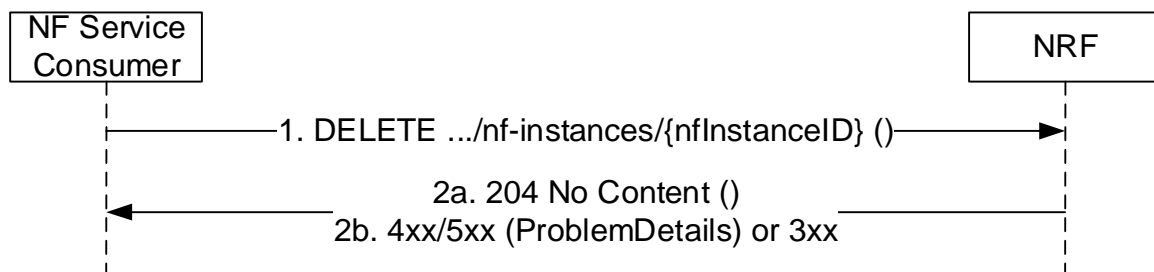 NF Service
Consumer
NRF
1. DELETE .../nf-instances/{nfInstanceID} ()
2a. 204 No Content ()
2b. 4xx/5xx (ProblemDetails) or 3xx